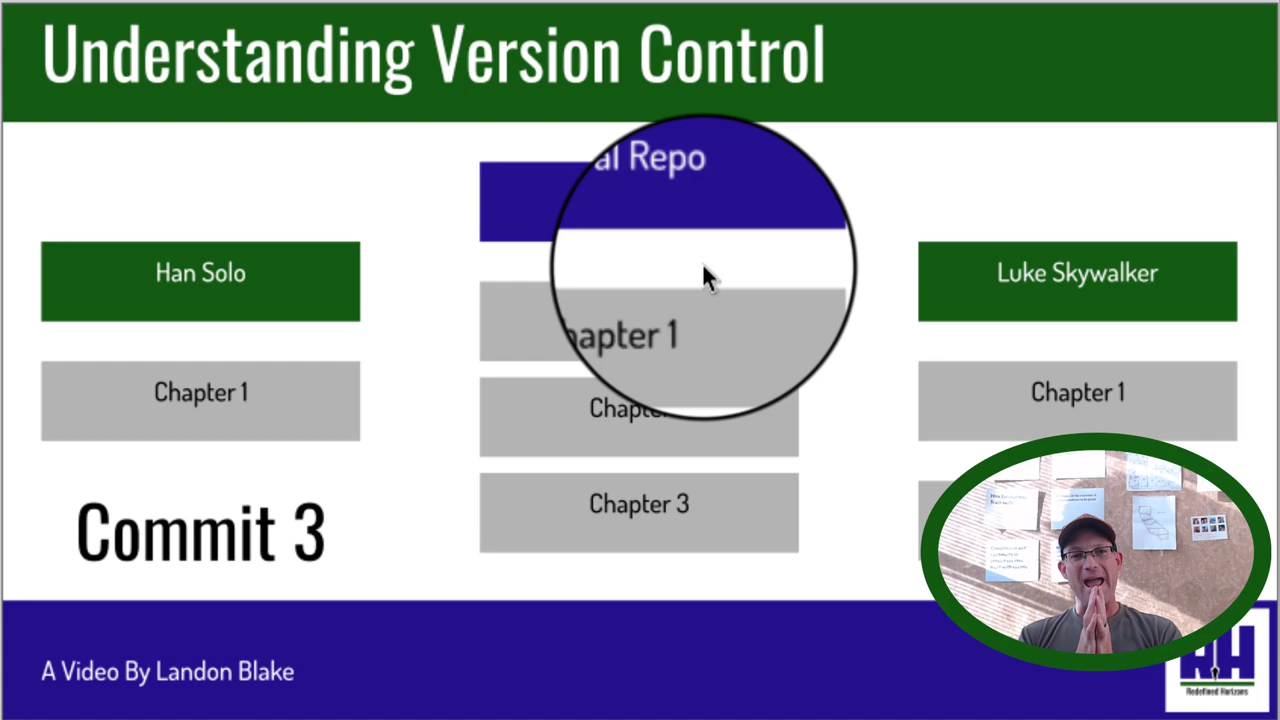 Understanding Version Control
al Repo
Han Solo
Luke Skywalker
hapter 1
Chapter 1
Chapter 1
Chapte
Chapter 3
Commit 3
A Video By Landon Blake
RH
Redefined Horizons